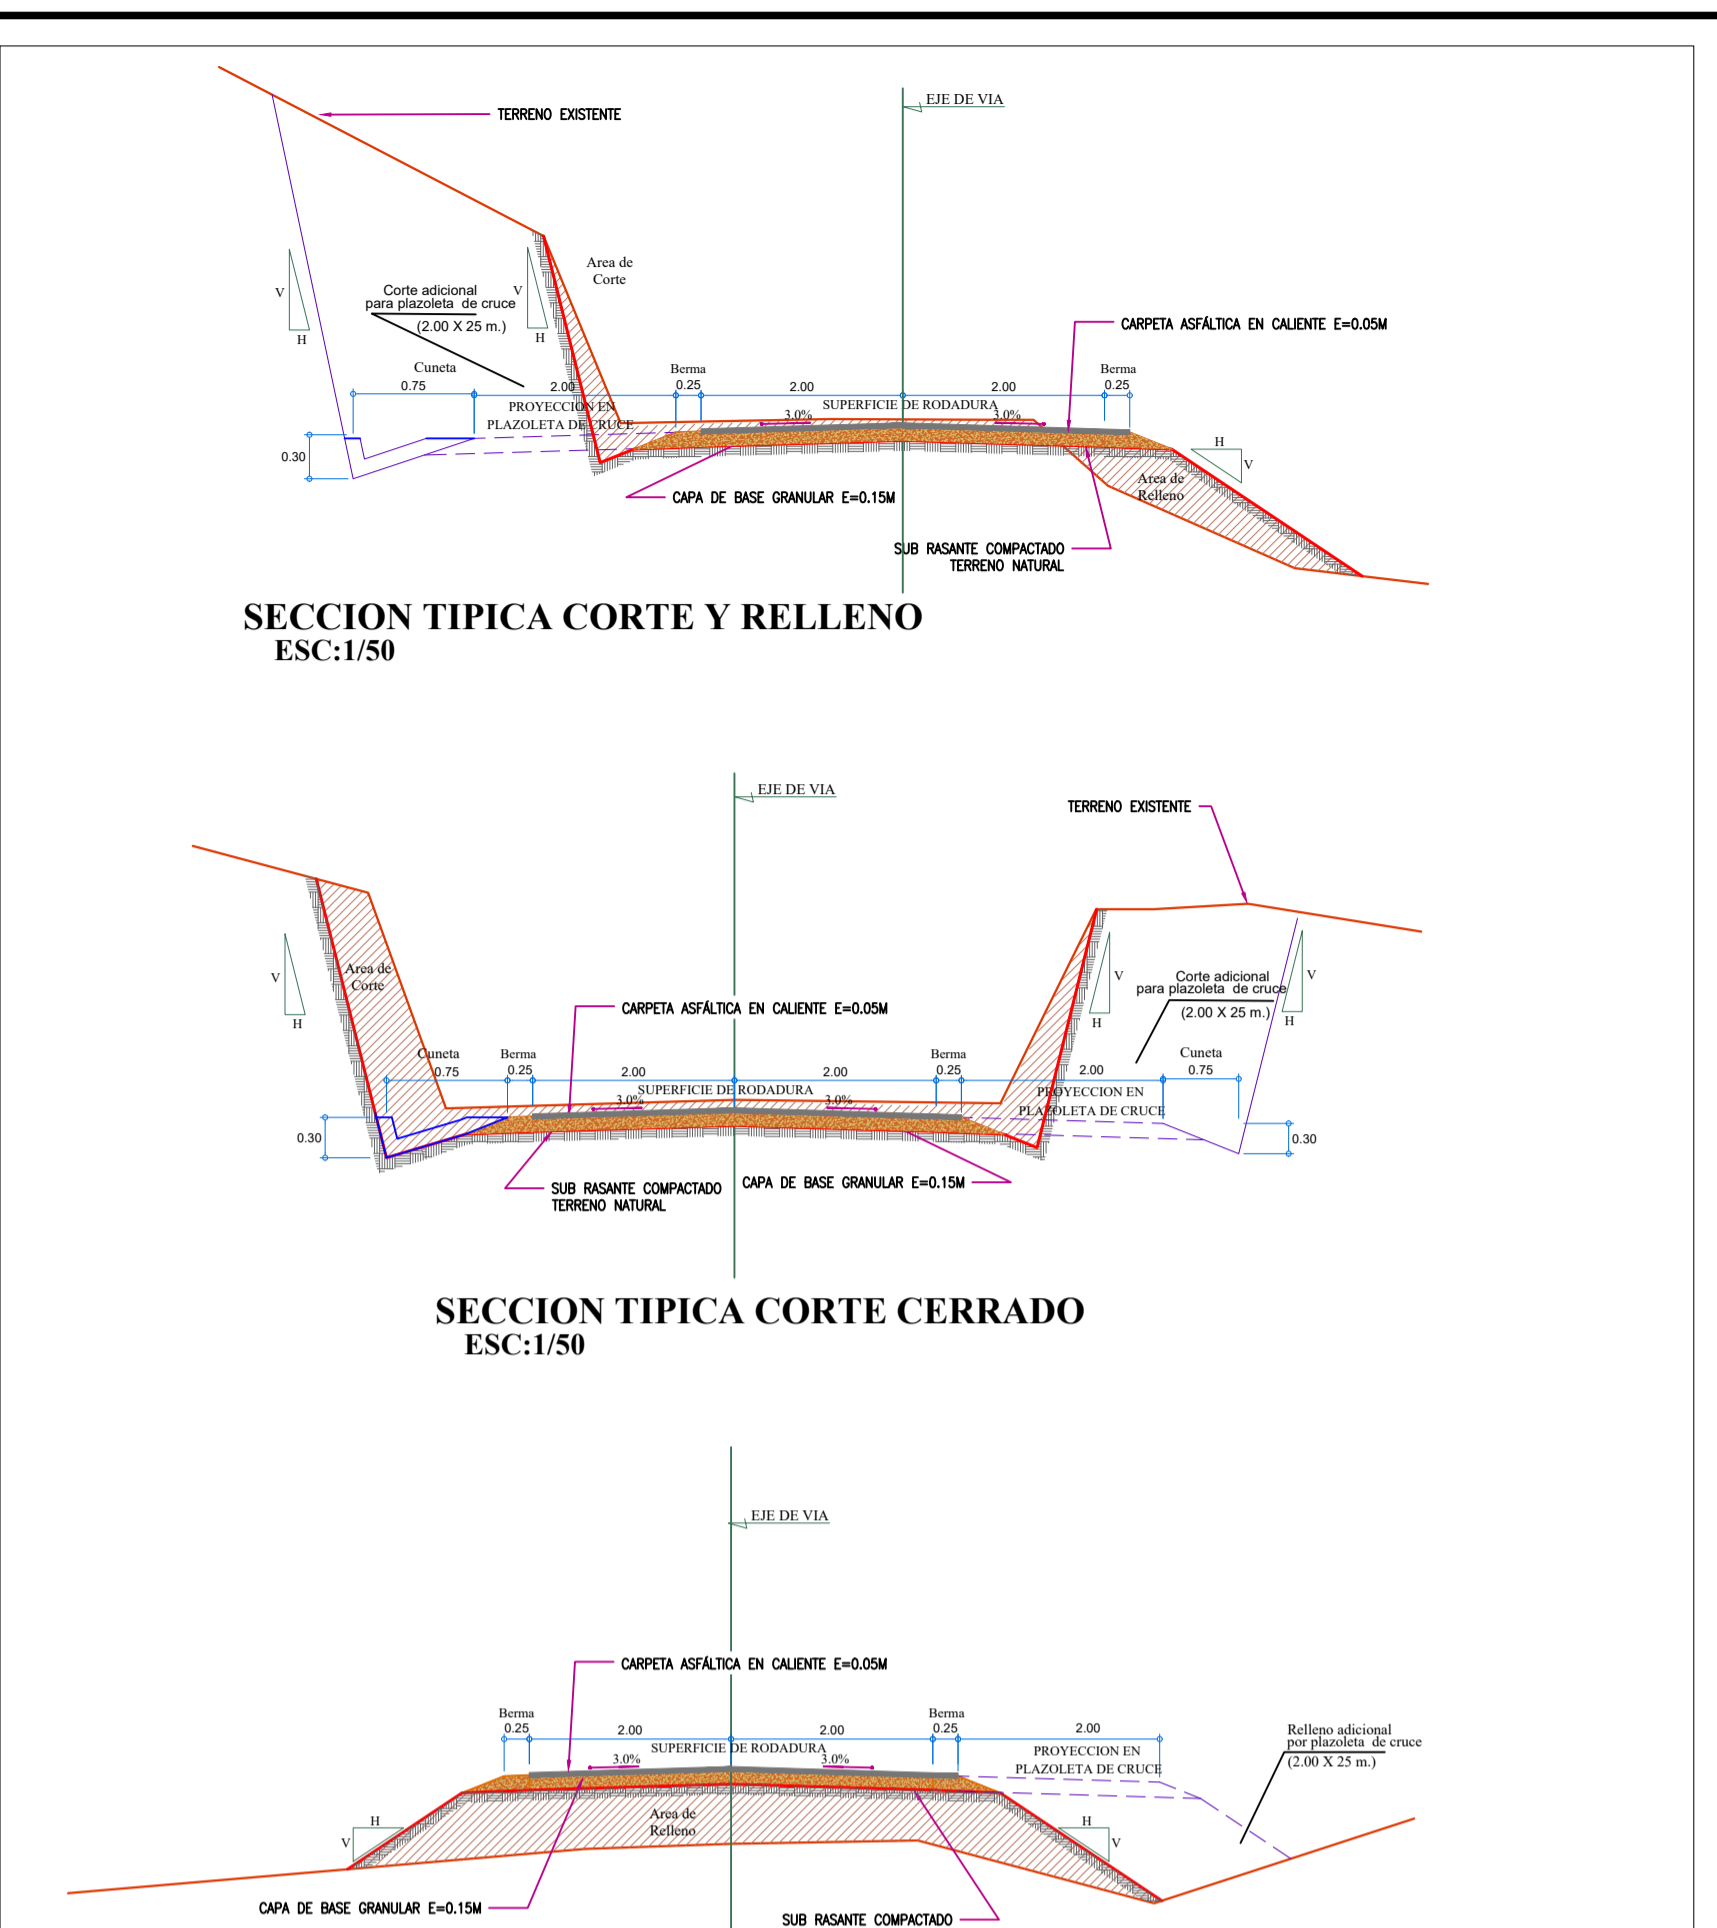 EJE DE VIA
TERRENO EXISTENTE
Area de
Corte
V
H
V
H
Corte adicional
para plazoleta de cruce
(2.00 X 25 m.)
CARPETA ASFÁLTICA EN CALIENTE E=0.05M
Cuneta
Berma
Berma
0.75
2.00
0.25
2.00
2.00
0.25
PROYECCION EN
PLAZOLETA DE CRUCE
SUPERFICIE DE RODADURA
3.0%
3.0%
0.30
H
V
Area de
Relleno
CAPA DE BASE GRANULAR E=0.15M
SUB RASANTE COMPACTADO
TERRENO NATURAL
SECCION TIPICA CORTE Y RELLENO
ESC:1/50
EJE DE VIA
TERRENO EXISTENTE
Area de
Corte
V
H
V
H
V
H
Corte adicional
para plazoleta de cruce
(2.00 X 25 m.)
CARPETA ASFÁLTICA EN CALIENTE E=0.05M
Cuneta
Berma
Berma
Cuneta
0.75
0.25
2.00
2.00
0.25
2.00
0.75
SUPERFICIE DE RODADURA
PROYECCION EN
PLAZOLETA DE CRUCE
3.0%
3.0%
0.30
0.30
SUB RASANTE COMPACTADO
TERRENO NATURAL
CAPA DE BASE GRANULAR E=0.15M
SECCION TIPICA CORTE CERRADO
ESC:1/50
EJE DE VIA
CARPETA ASFÁLTICA EN CALIENTE E=0.05M
Berma
Berma
0.25
2.00
2.00
0.25
2.00
SUPERFICIE DE RODADURA
PROYECCION EN
PLAZOLETA DE CRUCE
3.0%
3.0%
Relleno adicional
por plazoleta de cruce
(2.00 X 25 m.)
Area de
Relleno
H
V
H
V
CAPA DE BASE GRANULAR E=0.15M
SUB RASANTE COMPACTADO